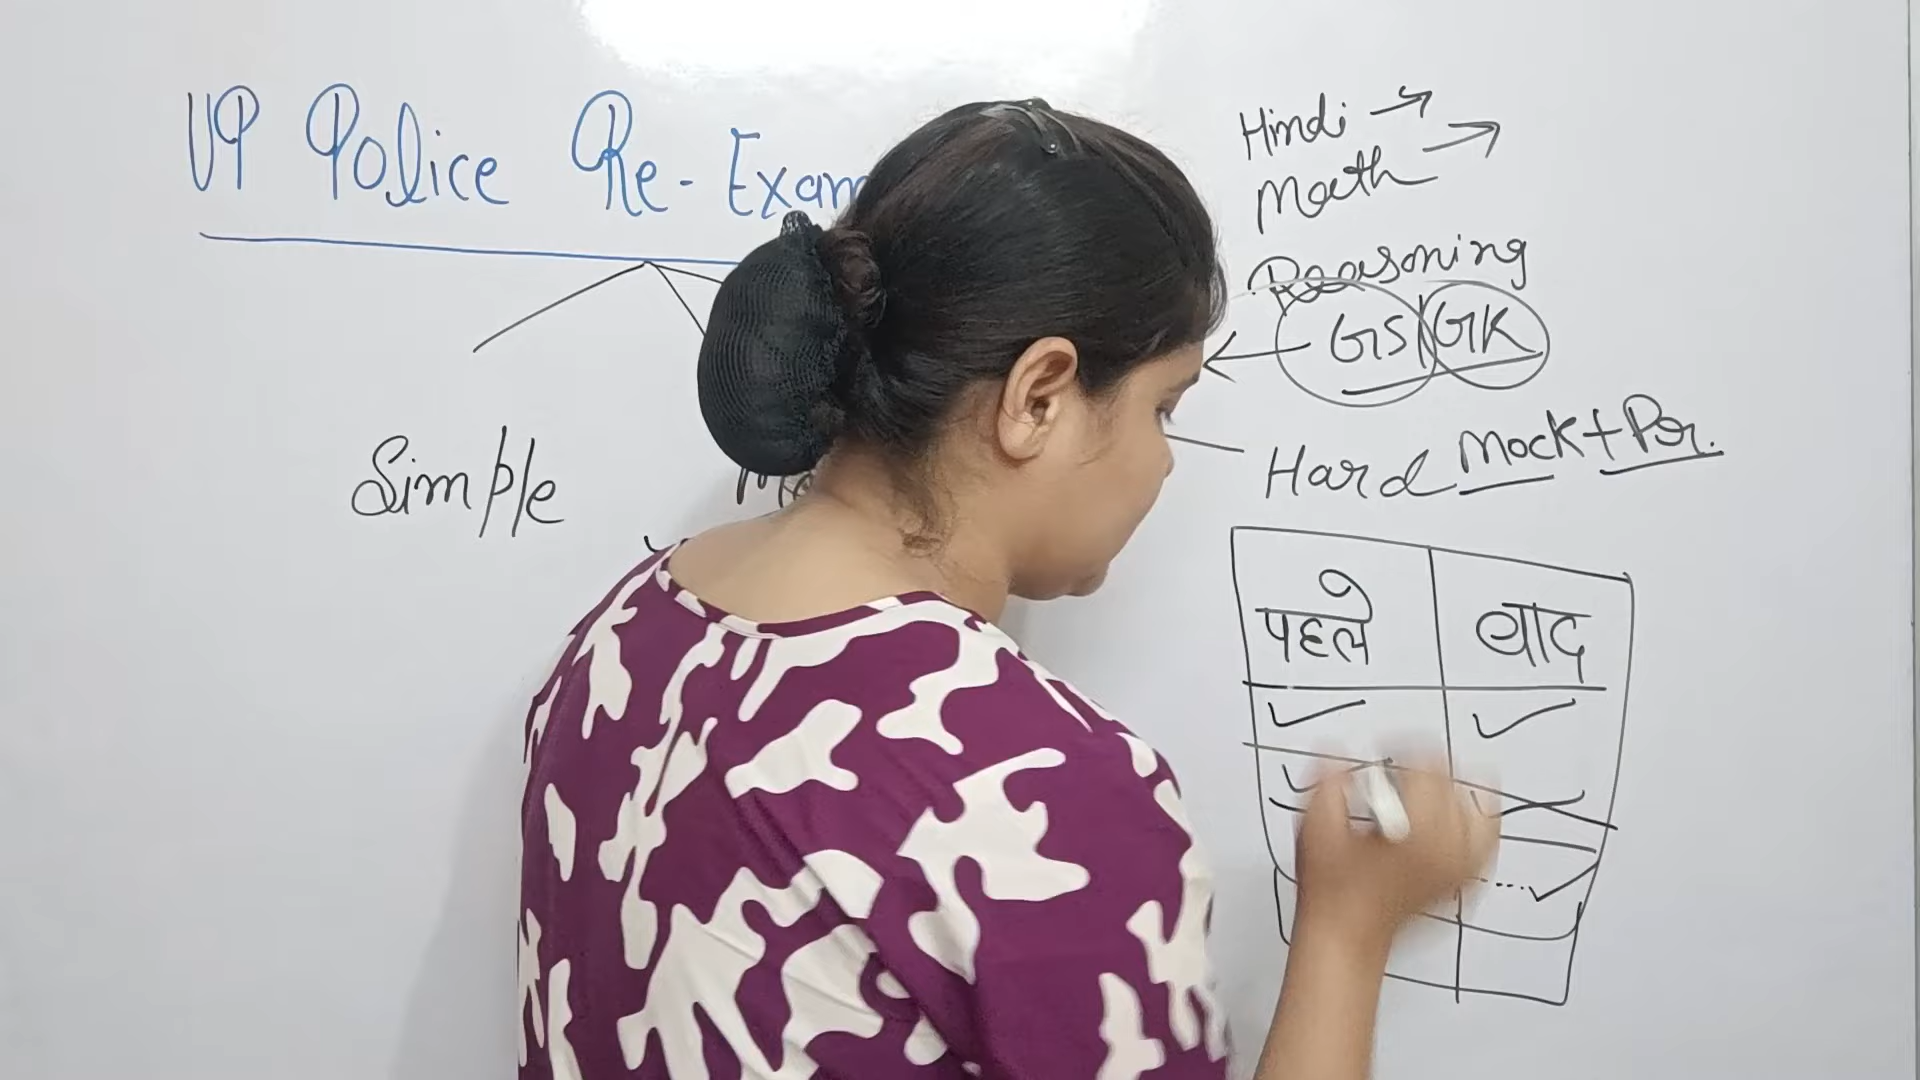 UP Police Re-Exam
Simple
Hindi →
Math →
Reasoning
GS|GK
Hard Mock + Per.
पहले बाद